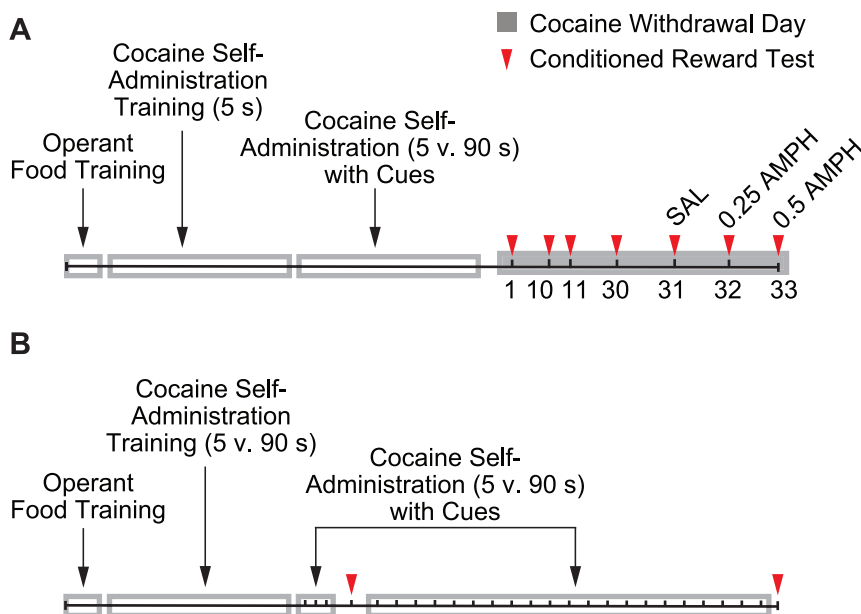 A
Cocaine Withdrawal Day
Conditioned Reward Test
Cocaine Self-
Administration
Training (5 s)
Cocaine Self-
Administration (5 v. 90 s)
with Cues
Operant
Food Training
SAL
0.25 AMPH
0.5 AMPH
1 10 11 30 31 32 33
B
Cocaine Self-
Administration
Training (5 v. 90 s)
Cocaine Self-
Administration (5 v. 90 s)
with Cues
Operant
Food Training